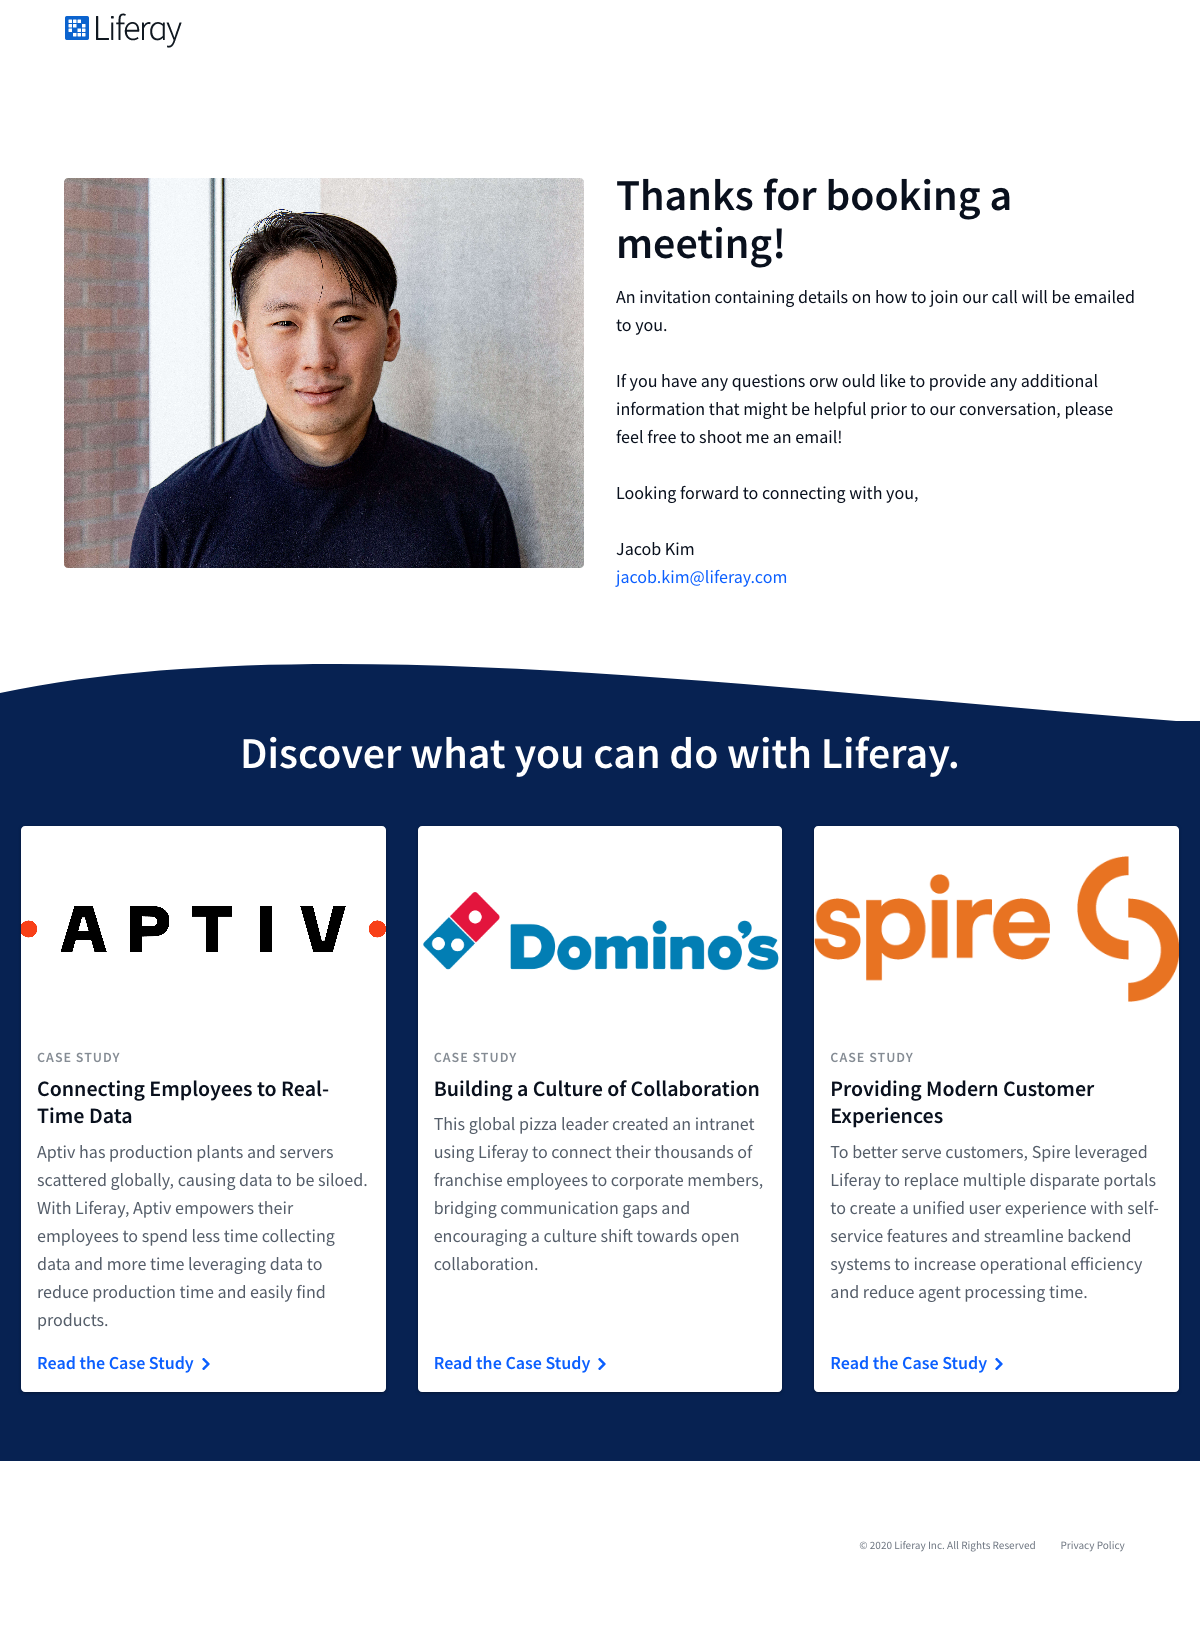 Liferay
Thanks for booking a
meeting!
An invitation containing details on how to join our call will be emailed
to you.
If you have any questions orw ould like to provide any additional
information that might be helpful prior to our conversation, please
feel free to shoot me an email!
Looking forward to connecting with you,
Jacob Kim
jacob.kim@liferay.com
Discover what you can do with Liferay.
APTIV
CASE STUDY
Connecting Employees to Real-
Time Data
Aptiv has production plants and servers
scattered globally, causing data to be siloed.
With Liferay, Aptiv empowers their
employees to spend less time collecting
data and more time leveraging data to
reduce production time and easily find
products.
Read the Case Study
Domino's
CASE STUDY
Building a Culture of Collaboration
This global pizza leader created an intranet
using Liferay to connect their thousands of
franchise employees to corporate members,
bridging communication gaps and
encouraging a culture shift towards open
collaboration.
Read the Case Study
spire
CASE STUDY
Providing Modern Customer
Experiences
To better serve customers, Spire leveraged
Liferay to replace multiple disparate portals
to create a unified user experience with self-
service features and streamline backend
systems to increase operational efficiency
and reduce agent processing time.
Read the Case Study
© 2020 Liferay Inc. All Rights Reserved Privacy Policy